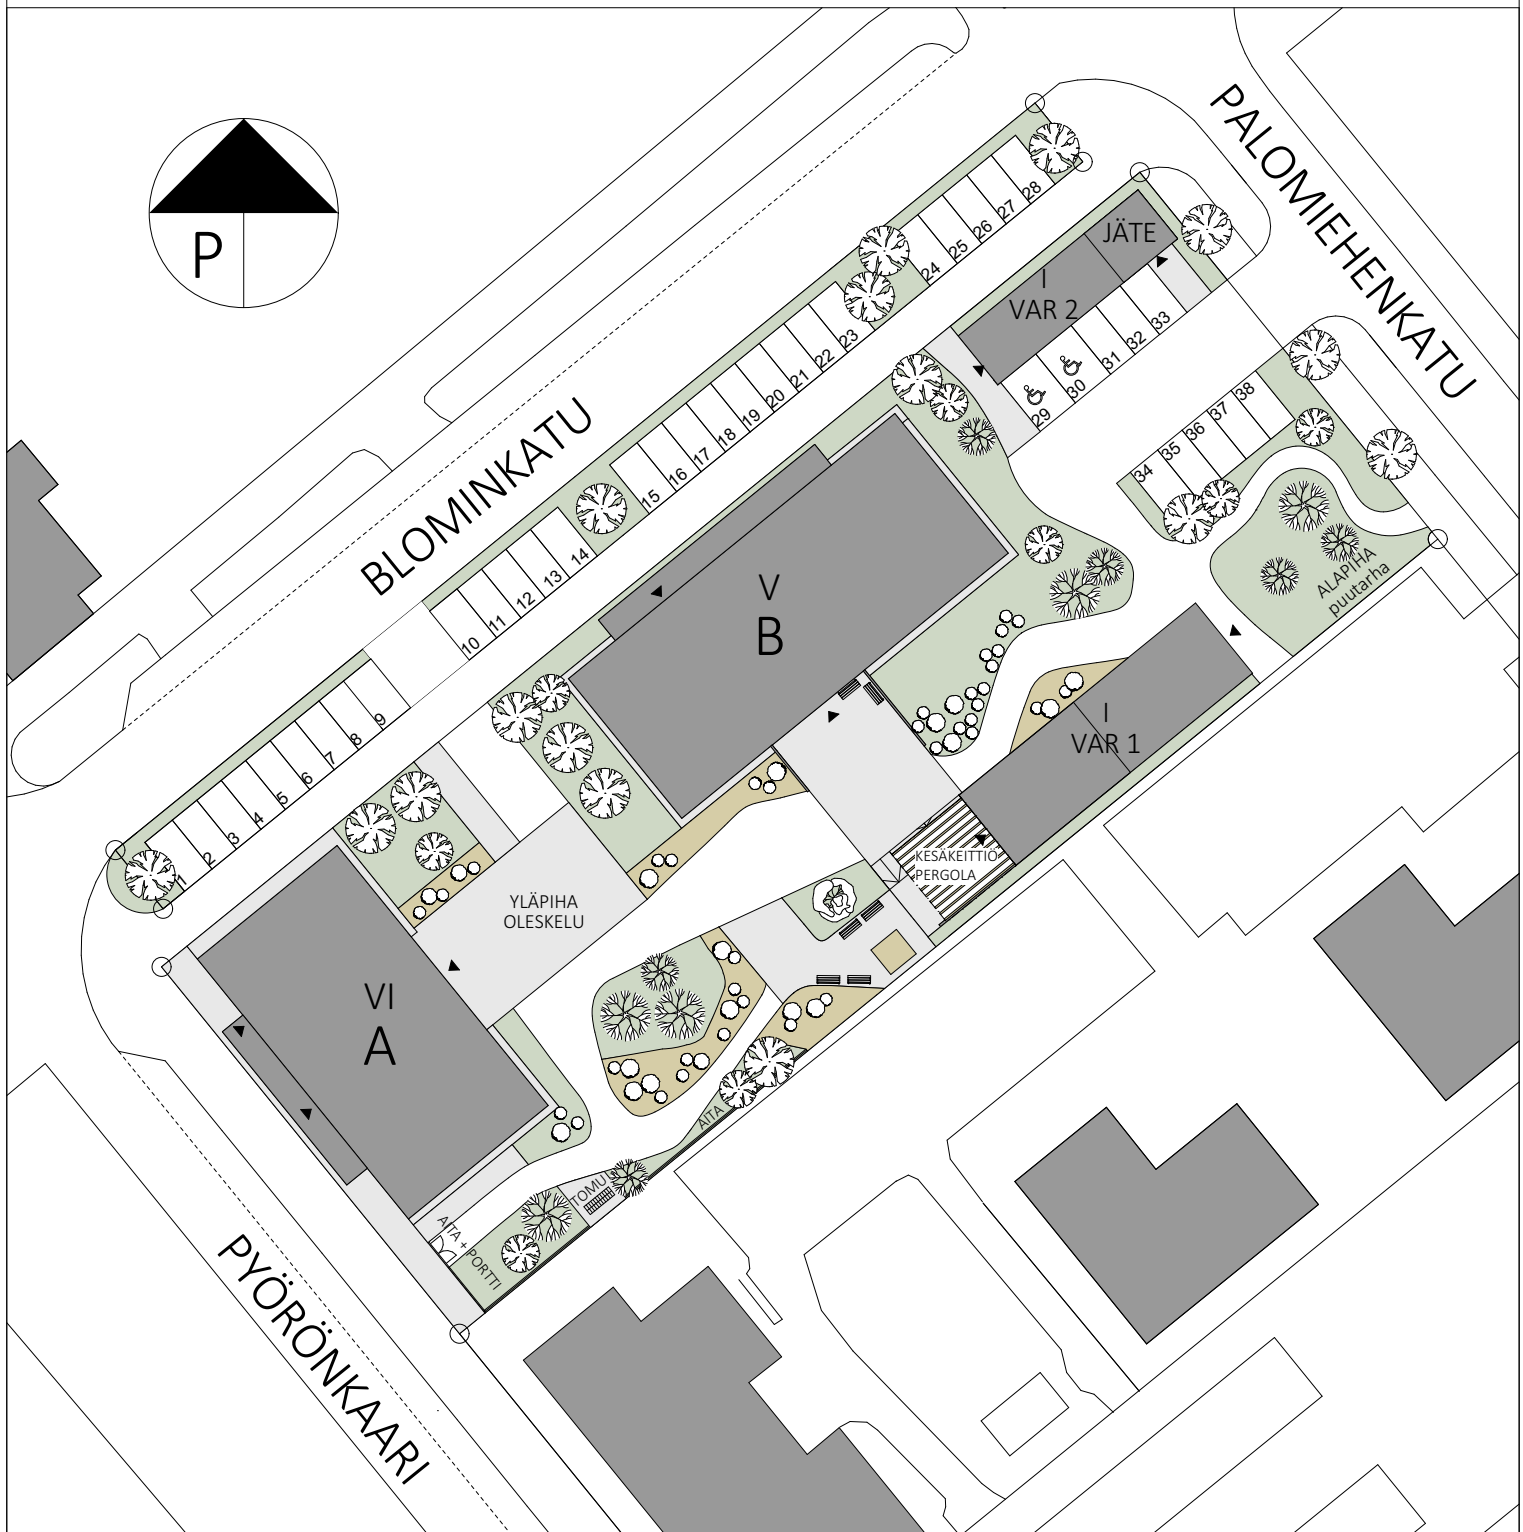 PALOMIEHENKATU
P
BLOMINKATU
28
27
26
25
24
23
22
21
20
19
18
17
16
15
14
13
12
11
10
9
8
7
6
5
4
3
2
1
JÄTE
I
VAR 2
33
32
31
30
29
38
37
36
35
34
ALAPIHA
puutarha
V
B
I
VAR 1
KESÄKEITTIÖ
PERGOLA
YLÄPIHA
OLESKELU
VI
A
AITA
TOMU
AITA + PORTTI
PYÖRÖNKAARI